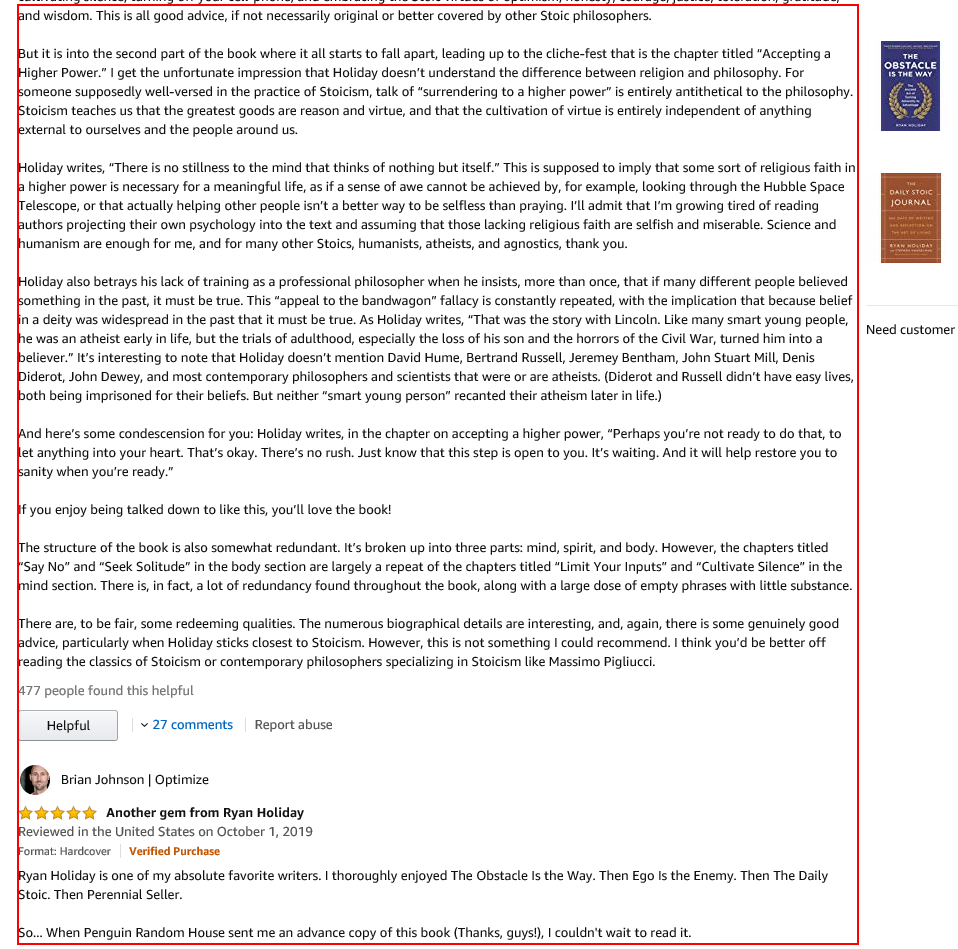 and wisdom. This is all good advice, if not necessarily original or better covered by other Stoic philosophers.
But it is into the second part of the book where it all starts to fall apart, leading up to the cliche-fest that is the chapter titled “Accepting a
Higher Power.” I get the unfortunate impression that Holiday doesn’t understand the difference between religion and philosophy. For
someone supposedly well-versed in the practice of Stoicism, talk of “surrendering to a higher power” is entirely antithetical to the philosophy.
Stoicism teaches us that the greatest goods are reason and virtue, and that the cultivation of virtue is entirely independent of anything
external to ourselves and the people around us.
Holiday writes, “There is no stillness to the mind that thinks of nothing but itself.” This is supposed to imply that some sort of religious faith in
a higher power is necessary for a meaningful life, as if a sense of awe cannot be achieved by, for example, looking through the Hubble Space
Telescope, or that actually helping other people isn’t a better way to be selfless than praying. I’ll admit that I’m growing tired of reading
authors projecting their own psychology into the text and assuming that those lacking religious faith are selfish and miserable. Science and
humanism are enough for me, and for many other Stoics, humanists, atheists, and agnostics, thank you.
Holiday also betrays his lack of training as a professional philosopher when he insists, more than once, that if many different people believed
something in the past, it must be true. This “appeal to the bandwagon” fallacy is constantly repeated, with the implication that because belief
in a deity was widespread in the past that it must be true. As Holiday writes, “That was the story with Lincoln. Like many smart young people,
he was an atheist early in life, but the trials of adulthood, especially the loss of his son and the horrors of the Civil War, turned him into a
believer.” It’s interesting to note that Holiday doesn’t mention David Hume, Bertrand Russell, Jeremey Bentham, John Stuart Mill, Denis
Diderot, John Dewey, and most contemporary philosophers and scientists that were or are atheists. (Diderot and Russell didn’t have easy lives,
both being imprisoned for their beliefs. But neither “smart young person” recanted their atheism later in life.)
And here’s some condescension for you: Holiday writes, in the chapter on accepting a higher power, “Perhaps you’re not ready to do that, to
let anything into your heart. That’s okay. There’s no rush. Just know that this step is open to you. It’s waiting. And it will help restore you to
sanity when you’re ready.”
If you enjoy being talked down to like this, you’ll love the book!
The structure of the book is also somewhat redundant. It’s broken up into three parts: mind, spirit, and body. However, the chapters titled
“Say No” and “Seek Solitude” in the body section are largely a repeat of the chapters titled “Limit Your Inputs” and “Cultivate Silence” in the
mind section. There is, in fact, a lot of redundancy found throughout the book, along with a large dose of empty phrases with little substance.
There are, to be fair, some redeeming qualities. The numerous biographical details are interesting, and, again, there is some genuinely good
advice, particularly when Holiday sticks closest to Stoicism. However, this is not something I could recommend. I think you’d be better off
reading the classics of Stoicism or contemporary philosophers specializing in Stoicism like Massimo Pigliucci.
477 people found this helpful
Helpful
27 comments
Report abuse
Brian Johnson | Optimize
Another gem from Ryan Holiday
Reviewed in the United States on October 1, 2019
Format: Hardcover
Verified Purchase
Ryan Holiday is one of my absolute favorite writers. I thoroughly enjoyed The Obstacle Is the Way. Then Ego Is the Enemy. Then The Daily
Stoic. Then Perennial Seller.
So... When Penguin Random House sent me an advance copy of this book (Thanks, guys!), I couldn't wait to read it.
THE
OBSTACLE
IS THE WAY
RYAN HOLIDAY
THE
DAILY STOIC
JOURNAL
RYAN HOLIDAY
Need customer